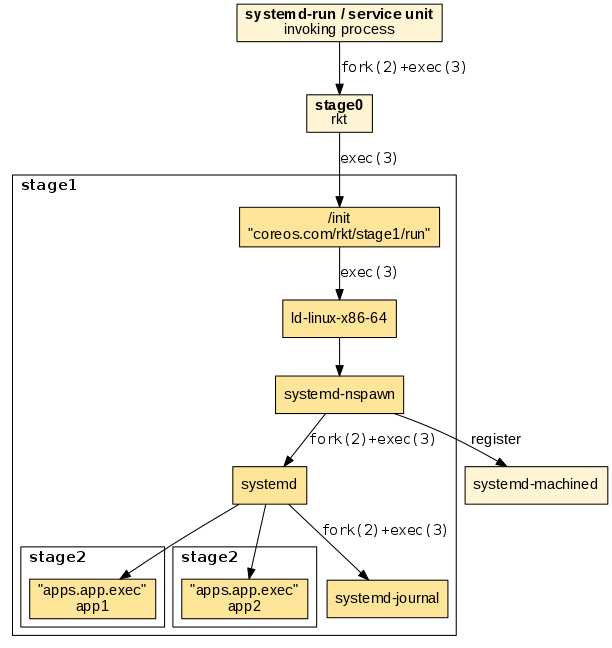 systemd-run / service unit
invoking process
fork(2)+exec(3)
stage0
rkt
exec(3)
stage1
/init
"coreos.com/rkt/stage1/run"
exec(3)
ld-linux-x86-64
systemd-nspawn
fork(2)+exec(3)
register
systemd
systemd-machined
fork(2)+exec(3)
stage2
stage2
"apps.app.exec"
app1
"apps.app.exec"
app2
systemd-journal